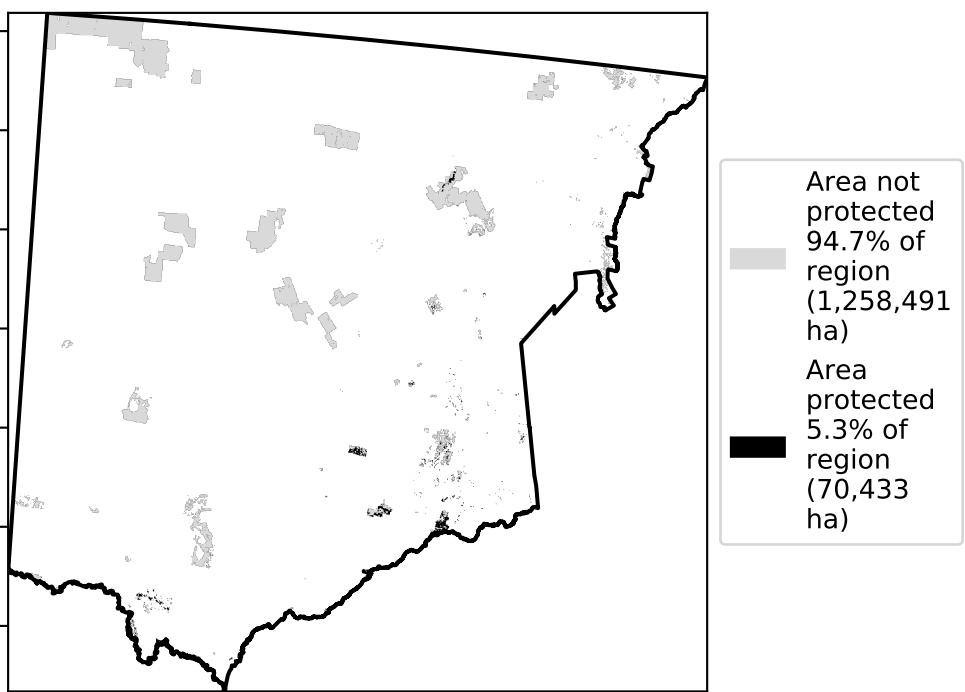 Area not
protected
94.7% of
region
(1,258,491
ha)
Area
protected
5.3% of
region
(70,433
ha)